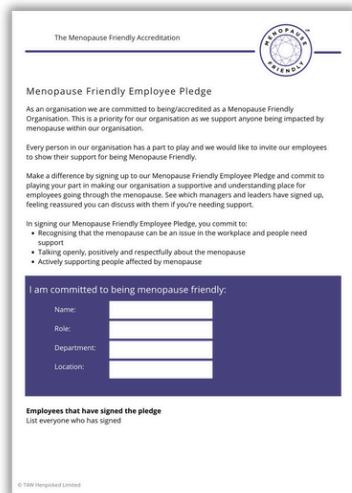 The Menopause Friendly Accreditation
MENOPAUSE
FRIENDLY
Menopause Friendly Employee Pledge
As an organisation we are committed to being/accredited as a Menopause Friendly
Organisation. This is a priority for our organisation as we support anyone being impacted by
menopause within our organisation.
Every person in our organisation has a part to play and we would like to invite our employees
to show their support for being Menopause Friendly.
Make a difference by signing up to our Menopause Friendly Employee Pledge and commit to
playing your part in making our organisation a supportive and understanding place for
employees going through the menopause. See which managers and leaders have signed up,
feeling reassured you can discuss with them if you're needing support.
In signing our Menopause Friendly Employee Pledge, you commit to:
• Recognising that the menopause can be an issue in the workplace and people need
support
• Talking openly, positively and respectfully about the menopause
• Actively supporting people affected by menopause
I am committed to being menopause friendly:
Name:
Role:
Department:
Location:
Employees that have signed the pledge
List everyone who has signed
© TAW Henpicked Limited